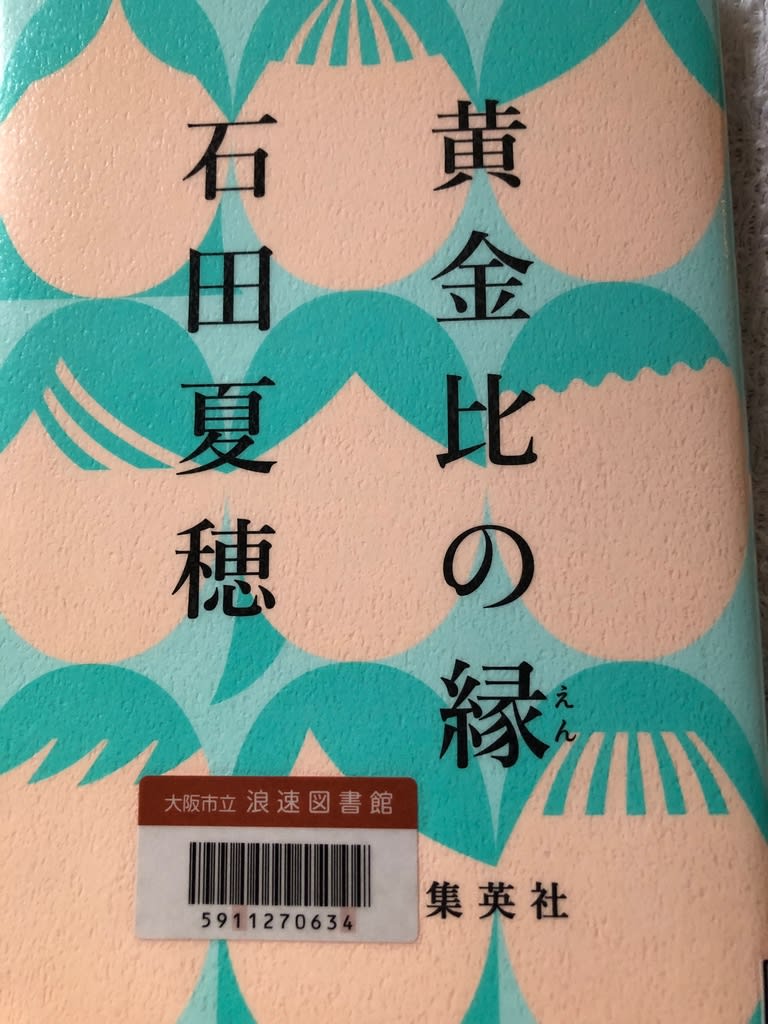 黄金比の縁
えん
石田夏穂
大阪市立 浪速図書館
5911270634
集英社